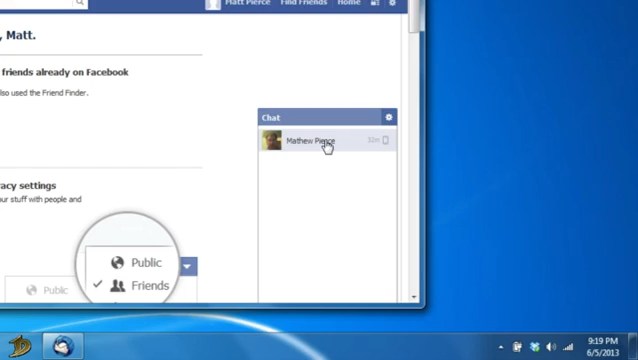 Matt Pierce Find Friends Home
, Matt.
friends already on Facebook
lso used the Friend Finder.
Chat
Mathew Pierce
acy settings
ur stuff with people and
Public
Friends
Public
9:19 PM
6/5/2013